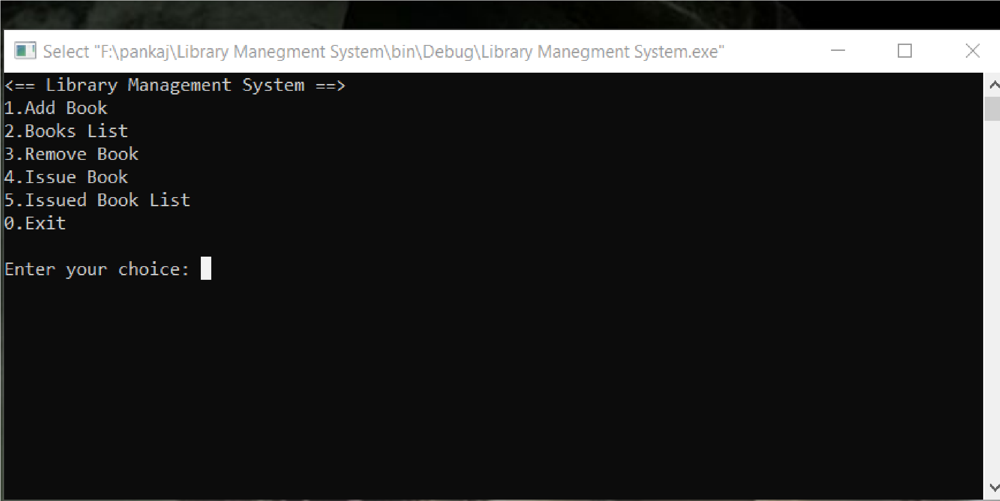 Select "F:\pankaj\Library Manegment System\bin\Debug\Library Manegment System.exe"
<== Library Management System ==>
1.Add Book
2.Books List
3.Remove Book
4.Issue Book
5.Issued Book List
0.Exit
Enter your choice: